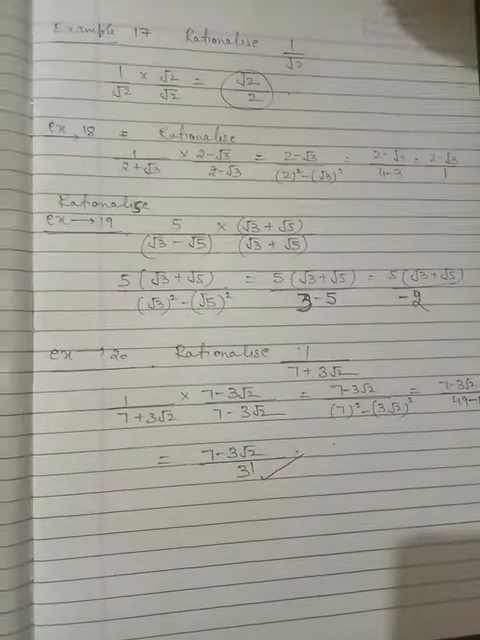 Example 17 Rationalise 1/√2
1/√2 × √2/√2 = √2/2 .
ex → 18 = Rationalise
1/(2+√3) × (2-√3)/(2-√3) = (2-√3)/((2)²-(√3)²) = (2-√3)/(4-3) = (2-√3)/1
Rationalise
ex → 19 5/(√3-√5) × (√3+√5)/(√3+√5)
5(√3+√5)/((√3)²-(√5)²) = 5(√3+√5)/(3-5) = 5(√3+√5)/(-2)
ex → 20 . Rationalise 1/(7+3√2)
1/(7+3√2) × (7-3√2)/(7-3√2) = (7-3√2)/((7)²-(3√2)²) = (7-3√2)/(49-
= (7-3√2)/31